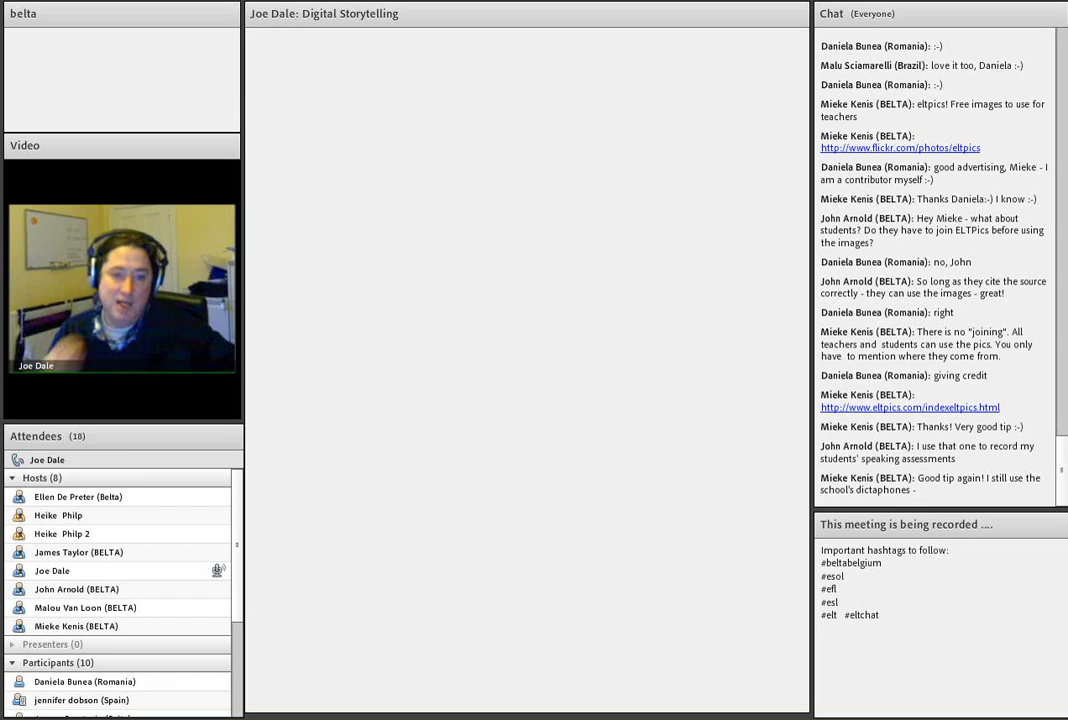 belta
Video
Joe Dale
Attendees (18)
Joe Dale
Hosts (8)
Ellen De Preter (Belta)
Heike Philp
Heike Philp 2
James Taylor (BELTA)
Joe Dale
John Arnold (BELTA)
Malou Van Loon (BELTA)
Mieke Kenis (BELTA)
Presenters (0)
Participants (10)
Daniela Bunea (Romania)
jennifer dobson (Spain)
Joe Dale: Digital Storytelling
Chat (Everyone)
Daniela Bunea (Romania): :-)
Malu Sciamarelli (Brazil): love it too, Daniela :-)
Daniela Bunea (Romania): :-)
Mieke Kenis (BELTA): eltpics! Free images to use for
teachers
Mieke Kenis (BELTA):
http://www.flickr.com/photos/eltpics
Daniela Bunea (Romania): good advertising, Mieke - I
am a contributor myself :-)
Mieke Kenis (BELTA): Thanks Daniela:-) I know :-)
John Arnold (BELTA): Hey Mieke - what about
students? Do they have to join ELTPics before using
the images?
Daniela Bunea (Romania): no, John
John Arnold (BELTA): So long as they cite the source
correctly - they can use the images - great!
Daniela Bunea (Romania): right
Mieke Kenis (BELTA): There is no "joining". All
teachers and students can use the pics. You only
have to mention where they come from.
Daniela Bunea (Romania): giving credit
Mieke Kenis (BELTA):
http://www.eltpics.com/indexeltpics.html
Mieke Kenis (BELTA): Thanks! Very good tip :-)
John Arnold (BELTA): I use that one to record my
students' speaking assessments
Mieke Kenis (BELTA): Good tip again! I still use the
school's dictaphones -
This meeting is being recorded ....
Important hashtags to follow:
#beltabelgium
#esol
#efl
#esl
#elt #eltchat